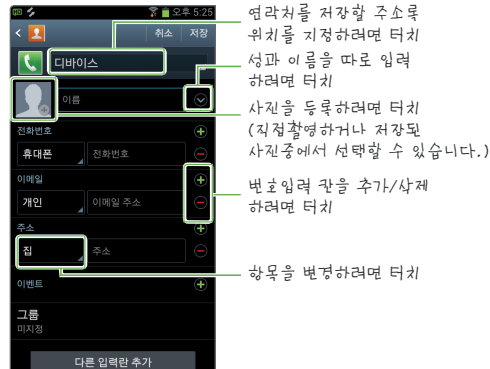 오후 5:25
취소 저장
디바이스
이름
전화번호
휴대폰 전화번호
이메일
개인 이메일 주소
주소
집 주소
이벤트
그룹
미지정
다른 입력란 추가
연락처를 저장할 주소록
위치를 지정하려면 터치
성과 이름을 따로 입력
하려면 터치
사진을 등록하려면 터치
(직접촬영하거나 저장된
사진중에서 선택할 수 있습니다.)
번호입력 칸을 추가/삭제
하려면 터치
항목을 변경하려면 터치